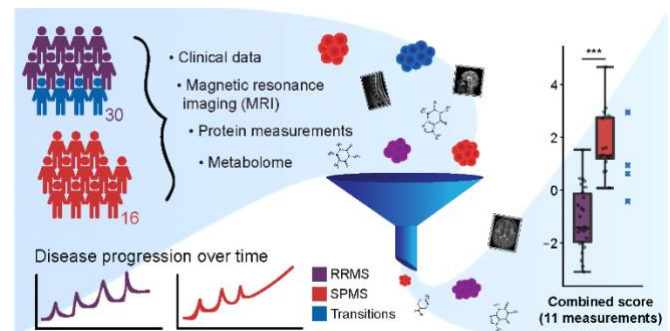 30
16
• Clinical data
• Magnetic resonance
imaging (MRI)
• Protein measurements
• Metabolome
Disease progression over time
RRMS
SPMS
Transitions
***
4
2
0
−2
Combined score
(11 measurements)